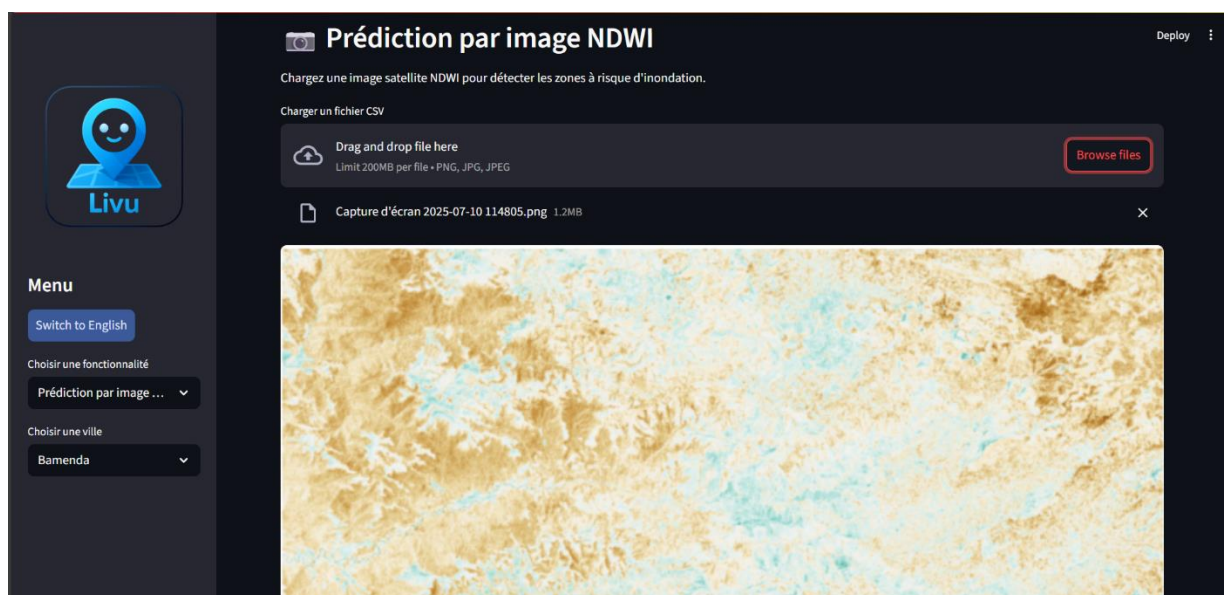 Livu
Menu
Switch to English
Choisir une fonctionnalité
Prédiction par image ...
Choisir une ville
Bamenda
Deploy
Prédiction par image NDWI
Chargez une image satellite NDWI pour détecter les zones à risque d'inondation.
Charger un fichier CSV
Drag and drop file here
Limit 200MB per file • PNG, JPG, JPEG
Browse files
Capture d'écran 2025-07-10 114805.png 1.2MB